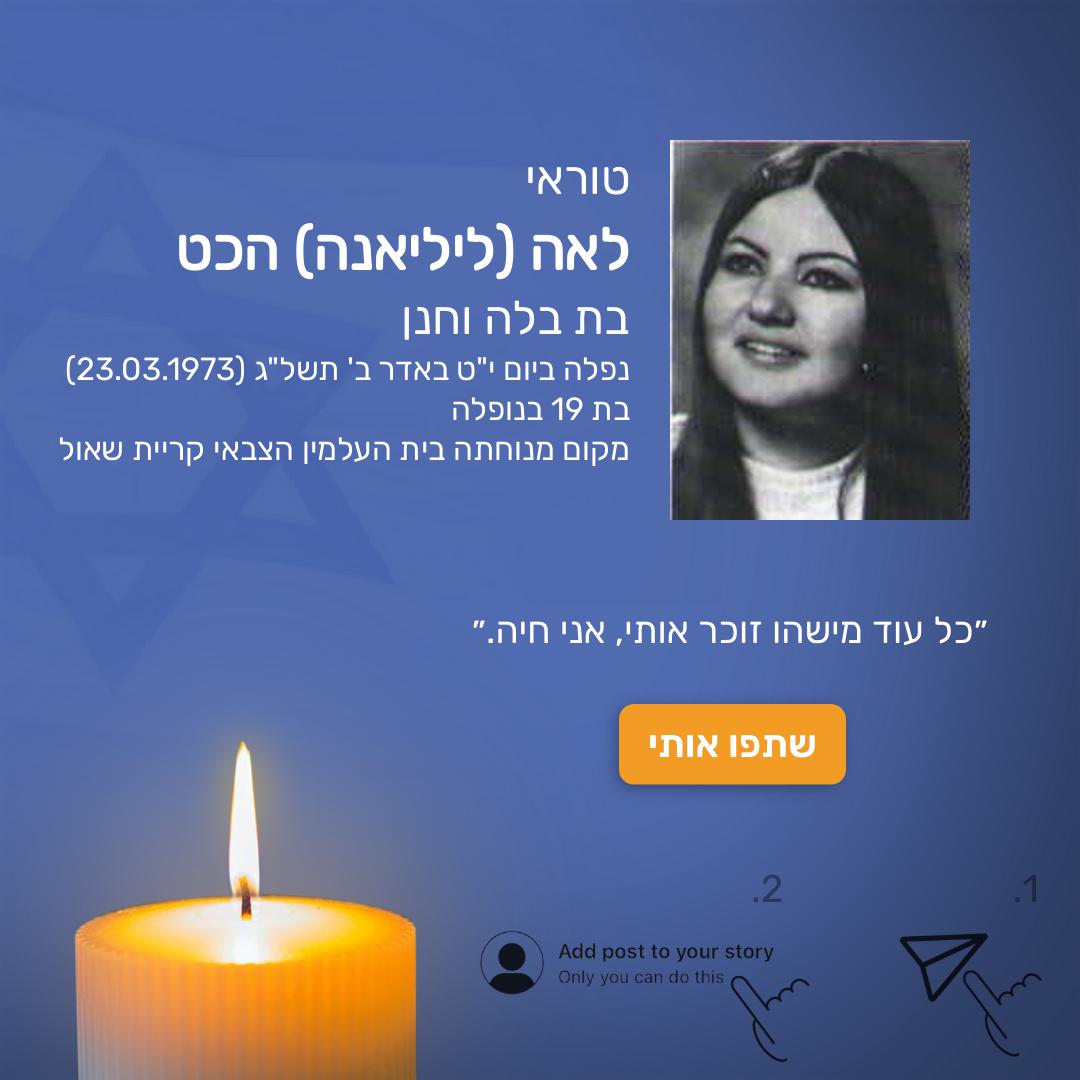 טוראי
לאה (ליליאנה) הכט
בת בלה וחנן
נפלה ביום י"ט באדר ב' תשל"ג (23.03.1973)
בת 19 בנופלה
מקום מנוחתה בית העלמין הצבאי קריית שאול
״כל עוד מישהו זוכר אותי, אני חיה.״
שתפו אותי
.1
.2
Add post to your story
Only you can do this